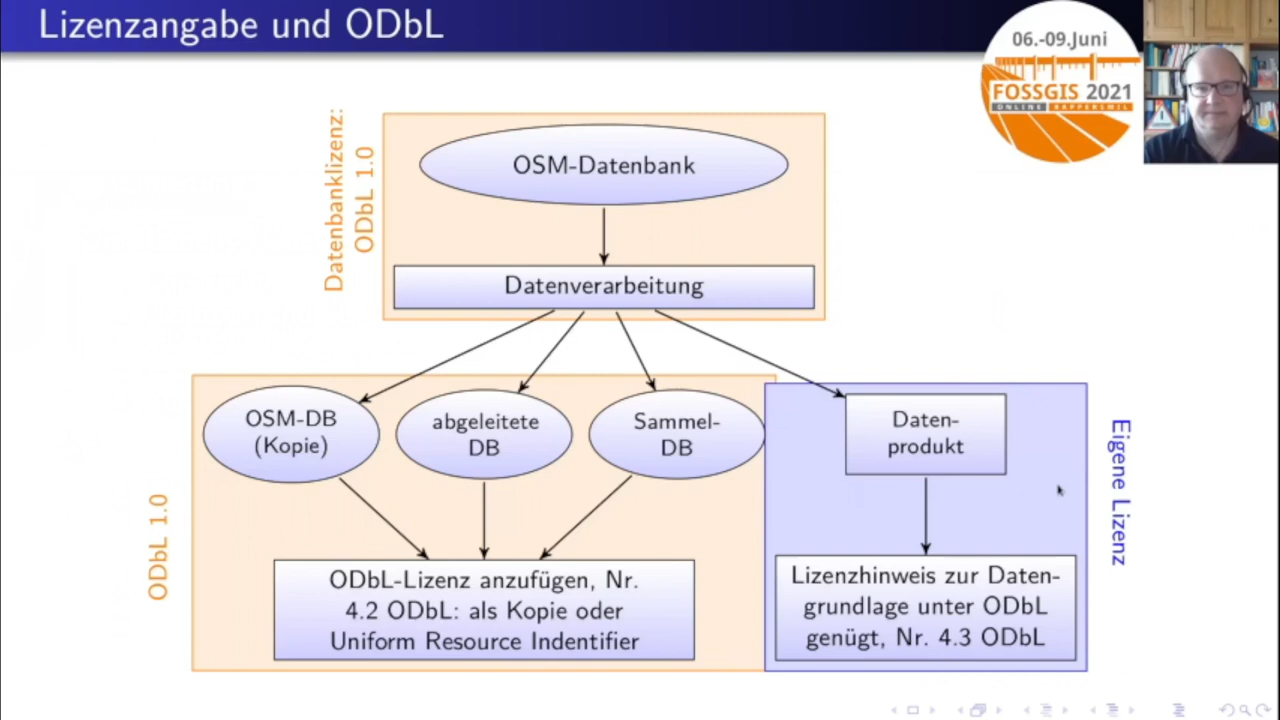 Lizenzangabe und ODbL
06.-09.Juni
FOSSGIS 2021
ONLINE RAPPERSWIL
Datenbanklizenz:
ODbL 1.0
OSM-Datenbank
Datenverarbeitung
OSM-DB
(Kopie)
abgeleitete
DB
Sammel-
DB
Daten-
produkt
ODbL 1.0
Eigene Lizenz
ODbL-Lizenz anzufügen, Nr.
4.2 ODbL: als Kopie oder
Uniform Resource Indentifier
Lizenzhinweis zur Daten-
grundlage unter ODbL
genügt, Nr. 4.3 ODbL